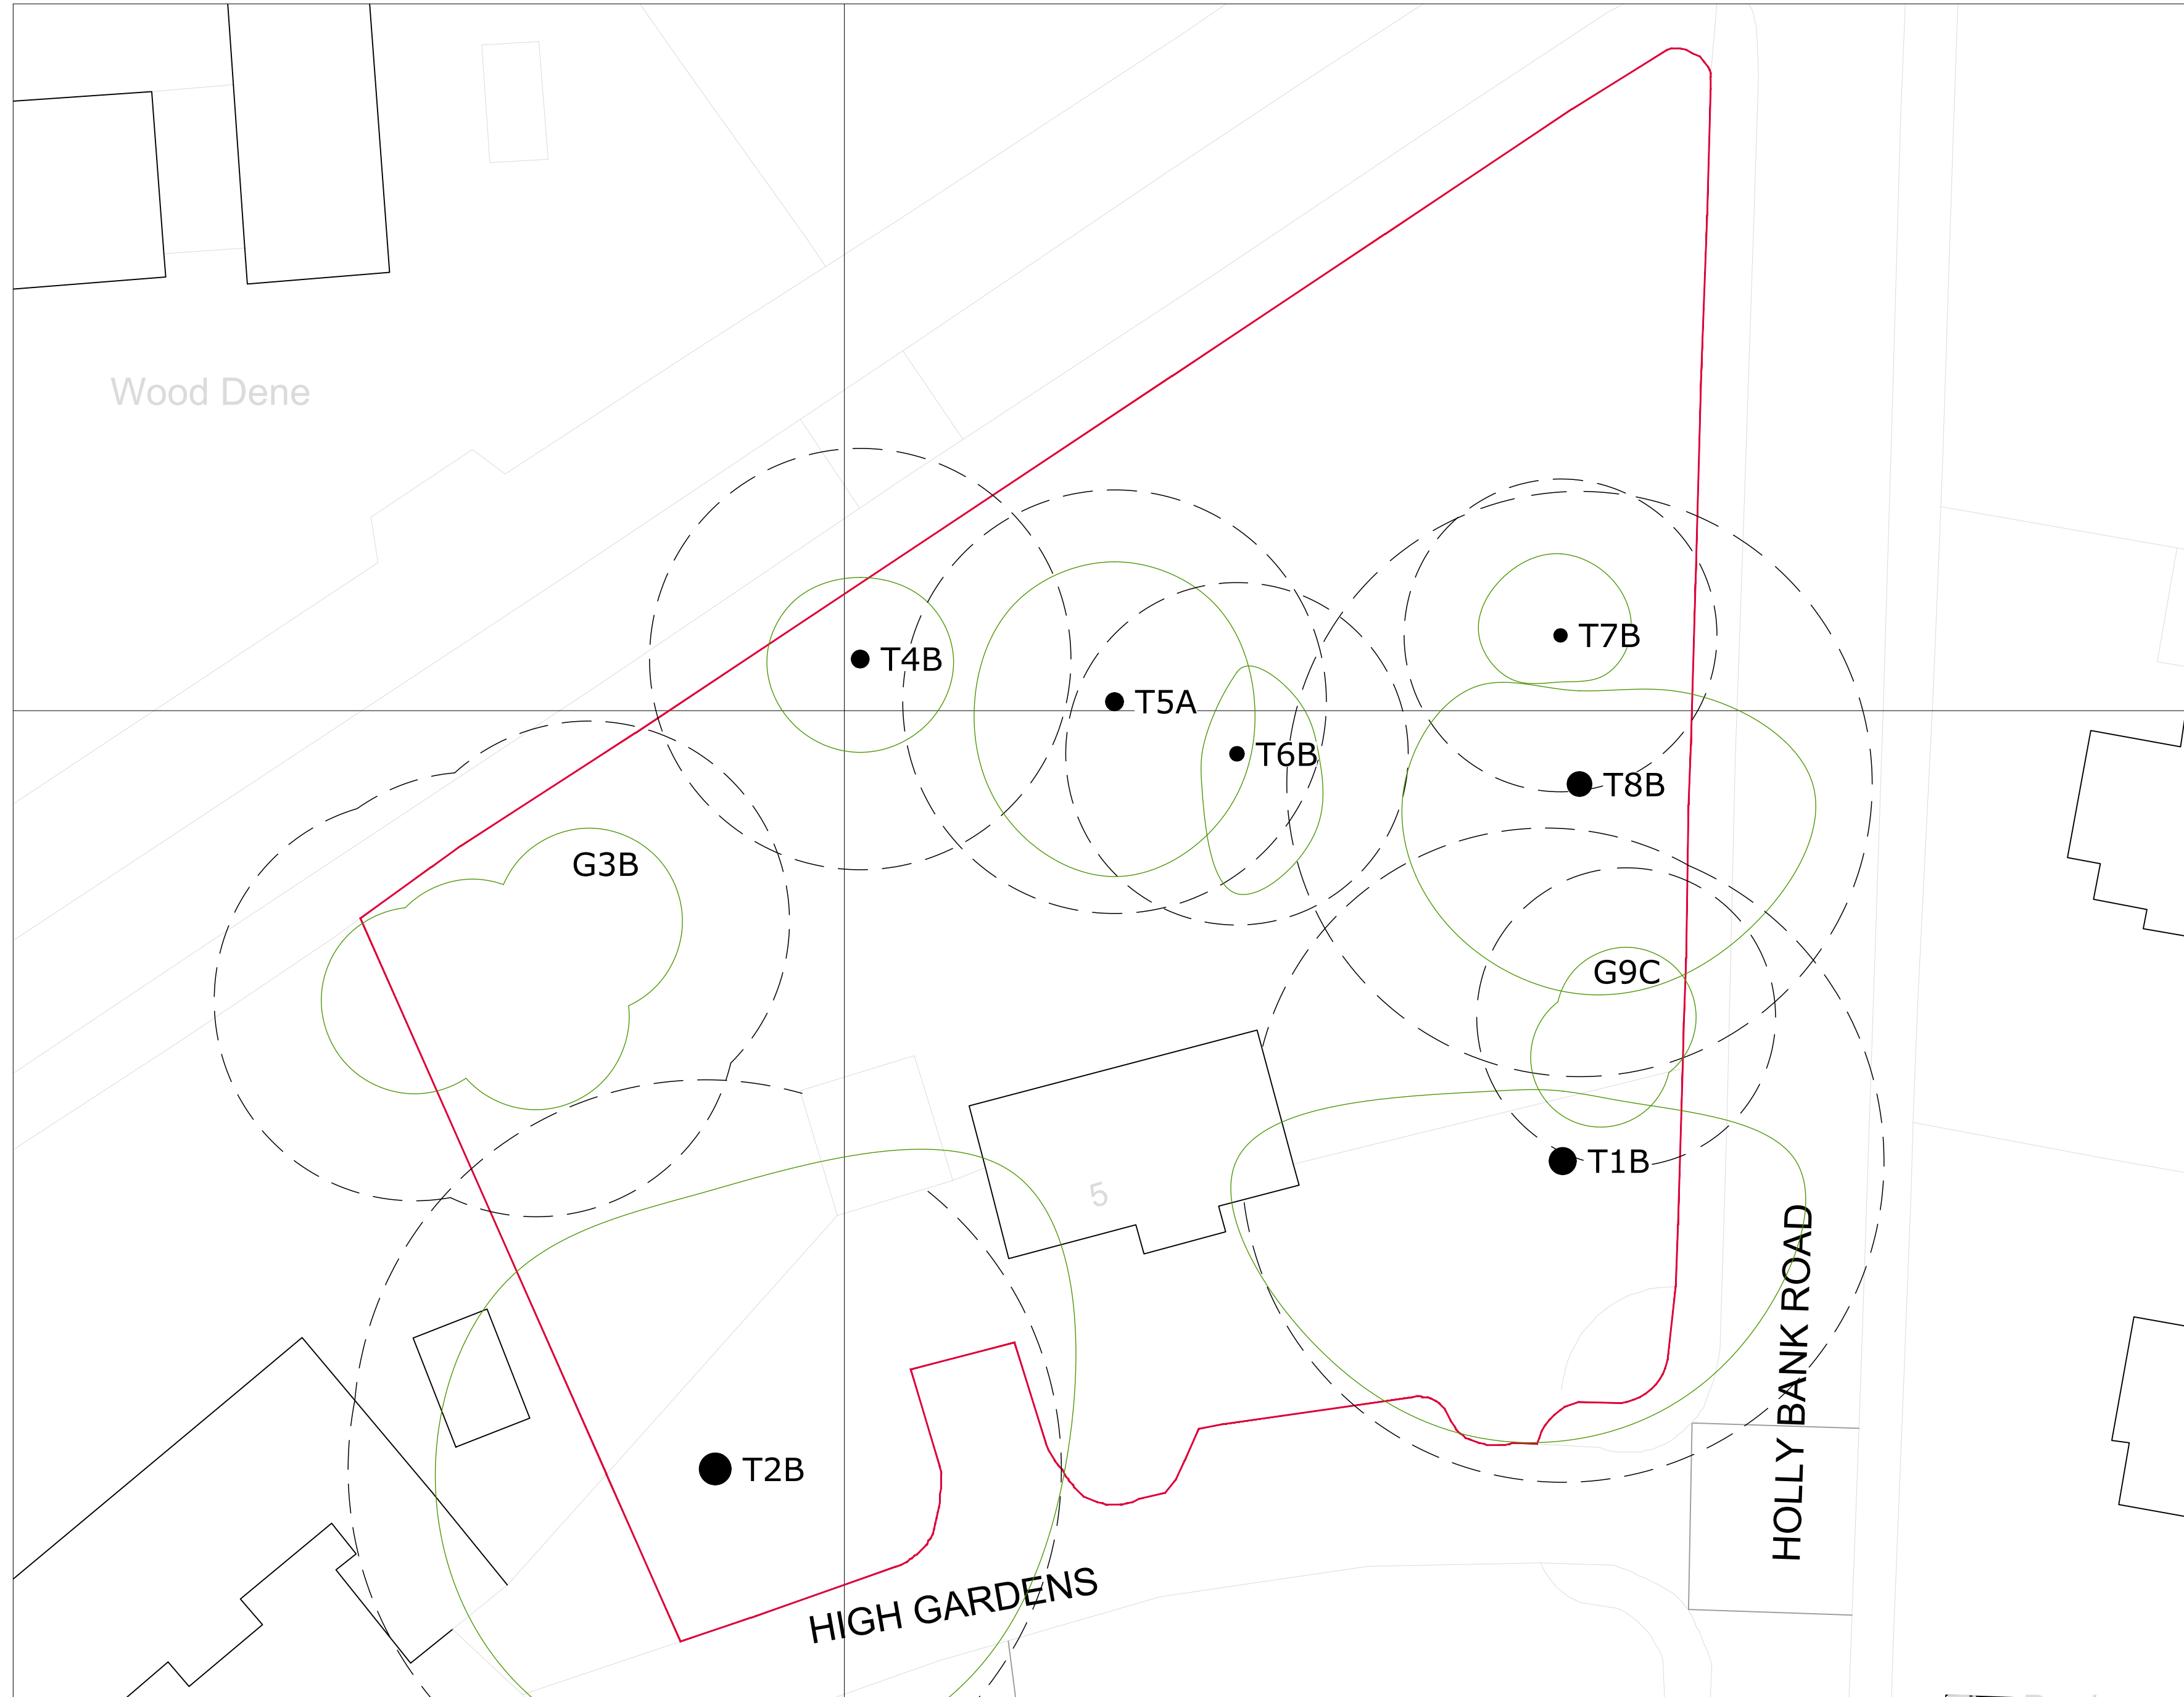 Wood Dene
T7B
T4B
T5A
T6B
T8B
G3B
G9C
T1B
5
HOLLY BANK ROAD
T2B
HIGH GARDENS